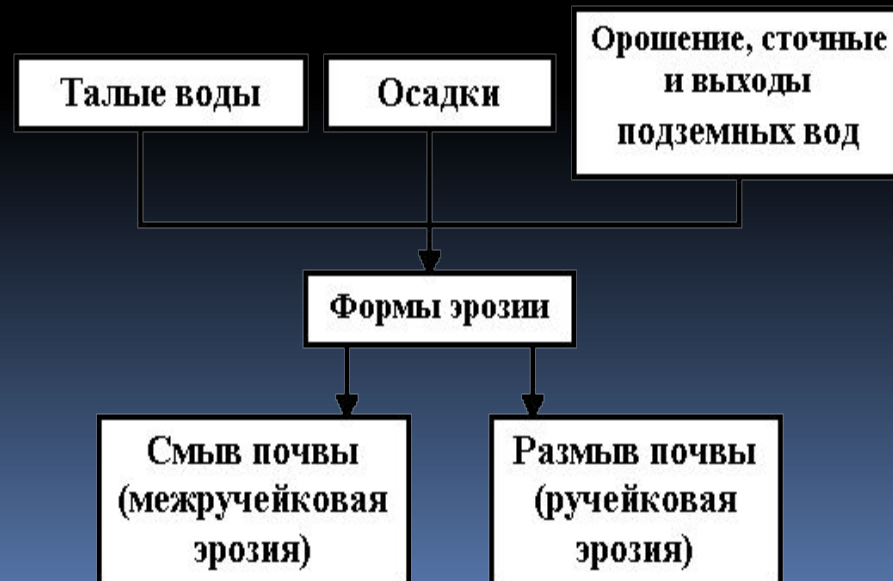 Талые воды
Осадки
Орошение, сточные
и выходы
подземных вод
Формы эрозии
Смыв почвы
(межручейковая
эрозия)
Размыв почвы
(ручейковая
эрозия)